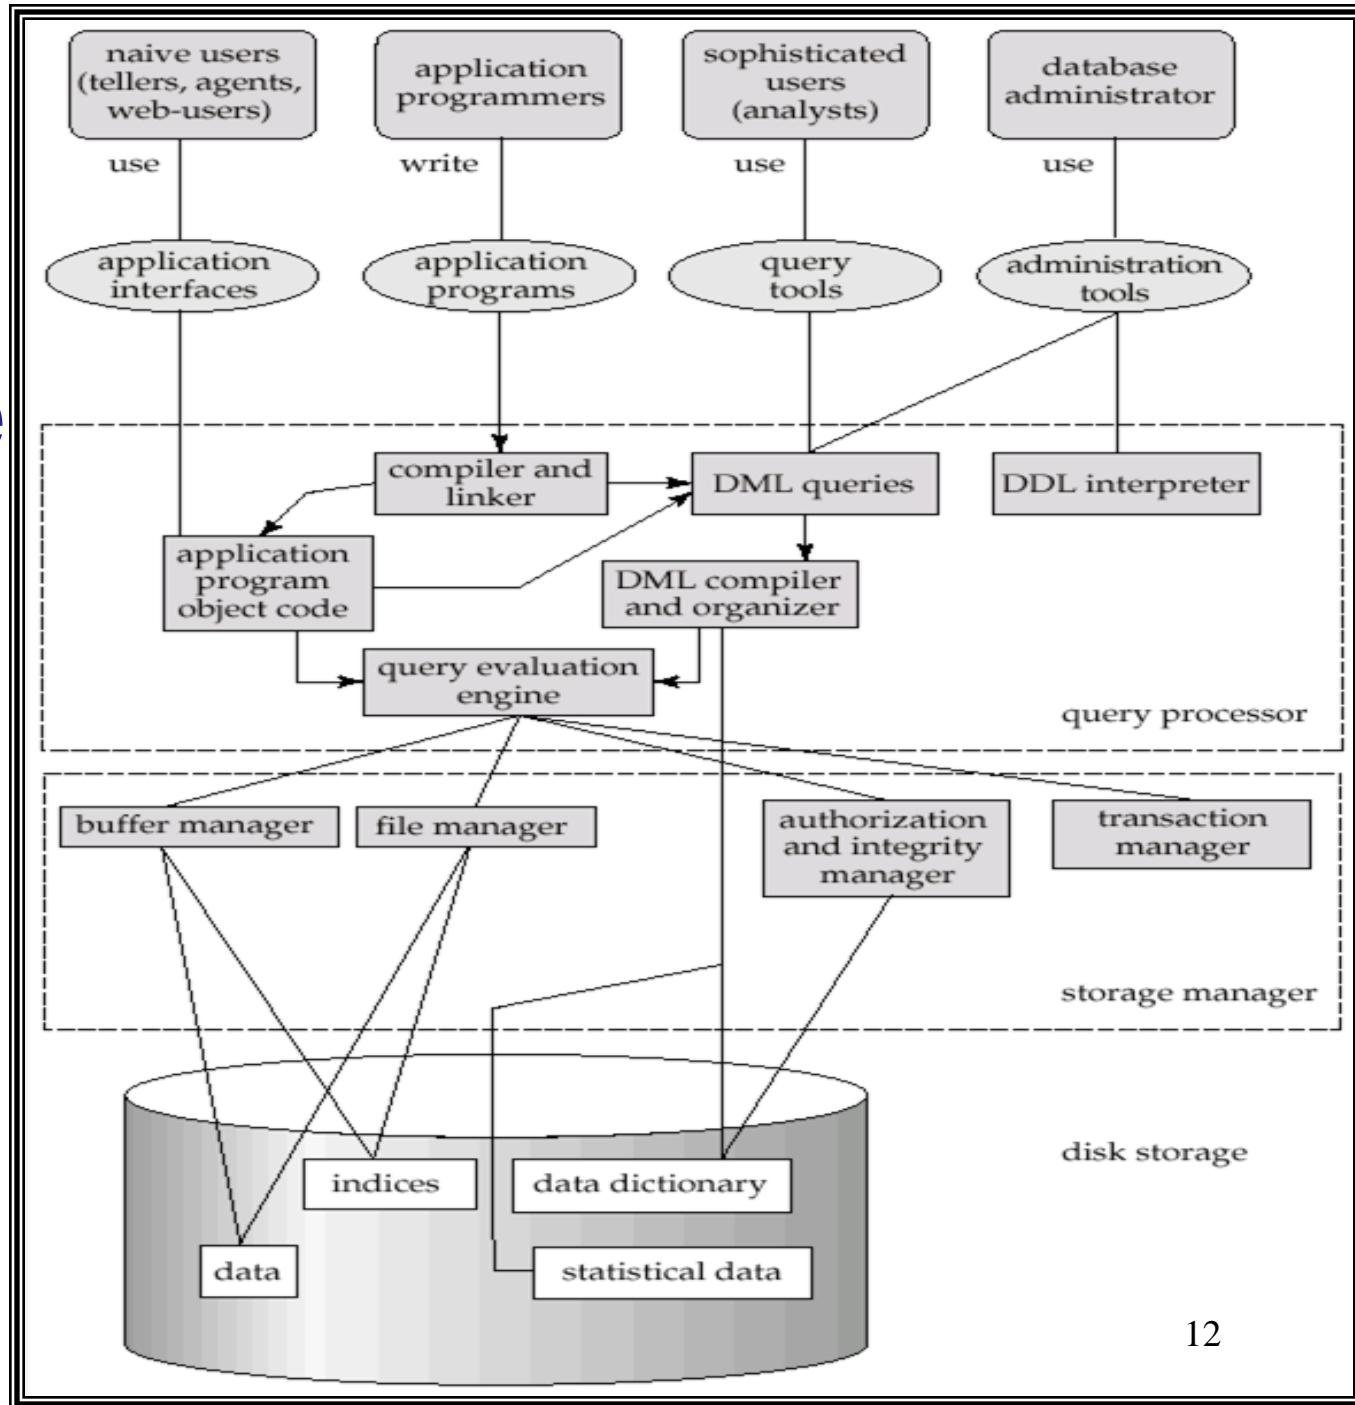 naive users
(tellers, agents,
web-users)
application
programmers
sophisticated
users
(analysts)
database
administrator
use
write
use
use
application
interfaces
application
programs
query
tools
administration
tools
e
compiler and
linker
DML queries
DDL interpreter
application
program
object code
DML compiler
and organizer
query evaluation
engine
query processor
buffer manager
file manager
authorization
and integrity
manager
transaction
manager
storage manager
disk storage
indices
data dictionary
data
statistical data
12